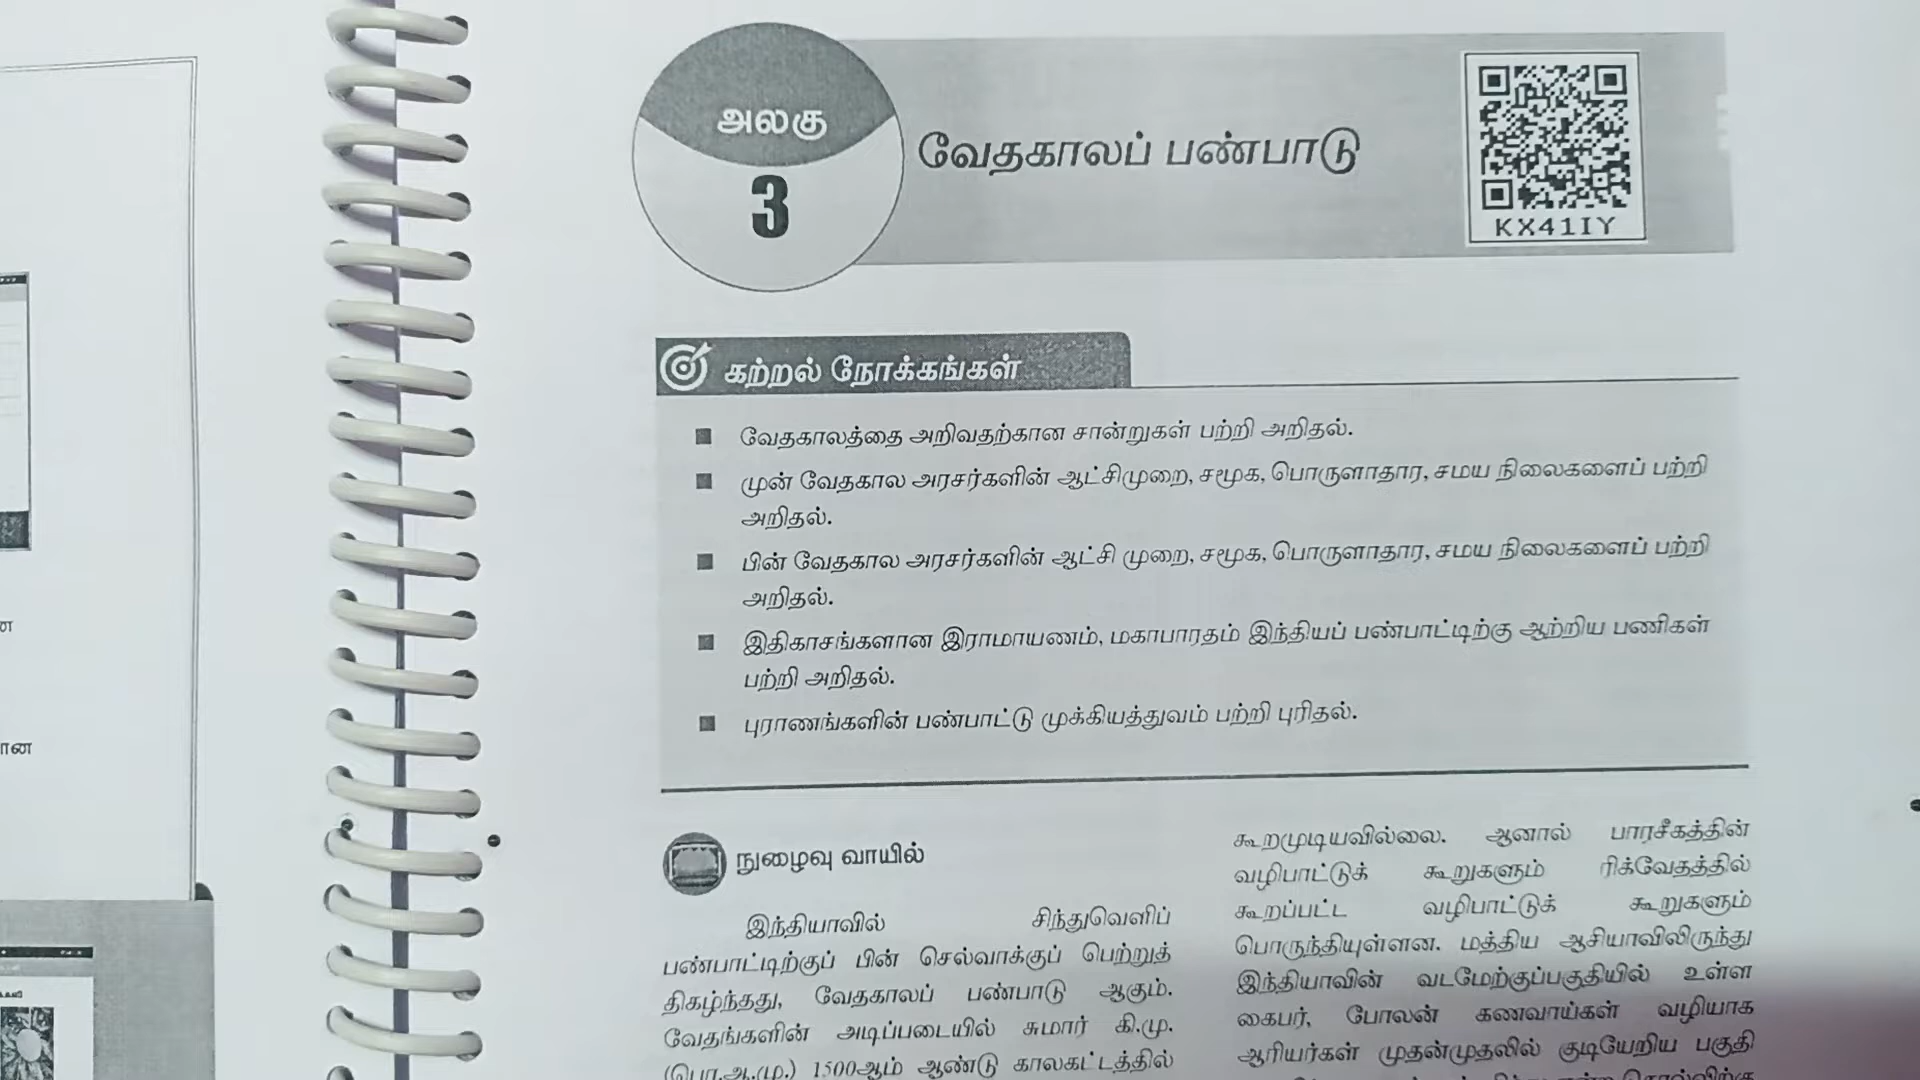 அலகு
3
வேதகாலப் பண்பாடு
KX41IY
கற்றல் நோக்கங்கள்
வேதகாலத்தை அறிவதற்கான சான்றுகள் பற்றி அறிதல்.
முன் வேதகால அரசர்களின் ஆட்சிமுறை, சமூக, பொருளாதார, சமய நிலைகளைப் பற்றி
அறிதல்.
பின் வேதகால அரசர்களின் ஆட்சி முறை, சமூக, பொருளாதார, சமய நிலைகளைப் பற்றி
அறிதல்.
இதிகாசங்களான இராமாயணம், மகாபாரதம் இந்தியப் பண்பாட்டிற்கு ஆற்றிய பணிகள்
பற்றி அறிதல்.
புராணங்களின் பண்பாட்டு முக்கியத்துவம் பற்றி புரிதல்.
நுழைவு வாயில்
இந்தியாவில் சிந்துவெளிப்
பண்பாட்டிற்குப் பின் செல்வாக்குப் பெற்றுத்
திகழ்ந்தது, வேதகாலப் பண்பாடு ஆகும்.
வேதங்களின் அடிப்படையில் சுமார் கி.மு.
(பொ.ஆ.மு.) 1500ஆம் ஆண்டு காலகட்டத்தில்
கூறமுடியவில்லை. ஆனால் பாரசீகத்தின்
வழிபாட்டுக் கூறுகளும் ரிக்வேதத்தில்
கூறப்பட்ட வழிபாட்டுக் கூறுகளும்
பொருந்தியுள்ளன. மத்திய ஆசியாவிலிருந்து
இந்தியாவின் வடமேற்குப்பகுதியில் உள்ள
கைபர், போலன் கணவாய்கள் வழியாக
ஆரியர்கள் முதன்முதலில் குடியேறிய பகுதி